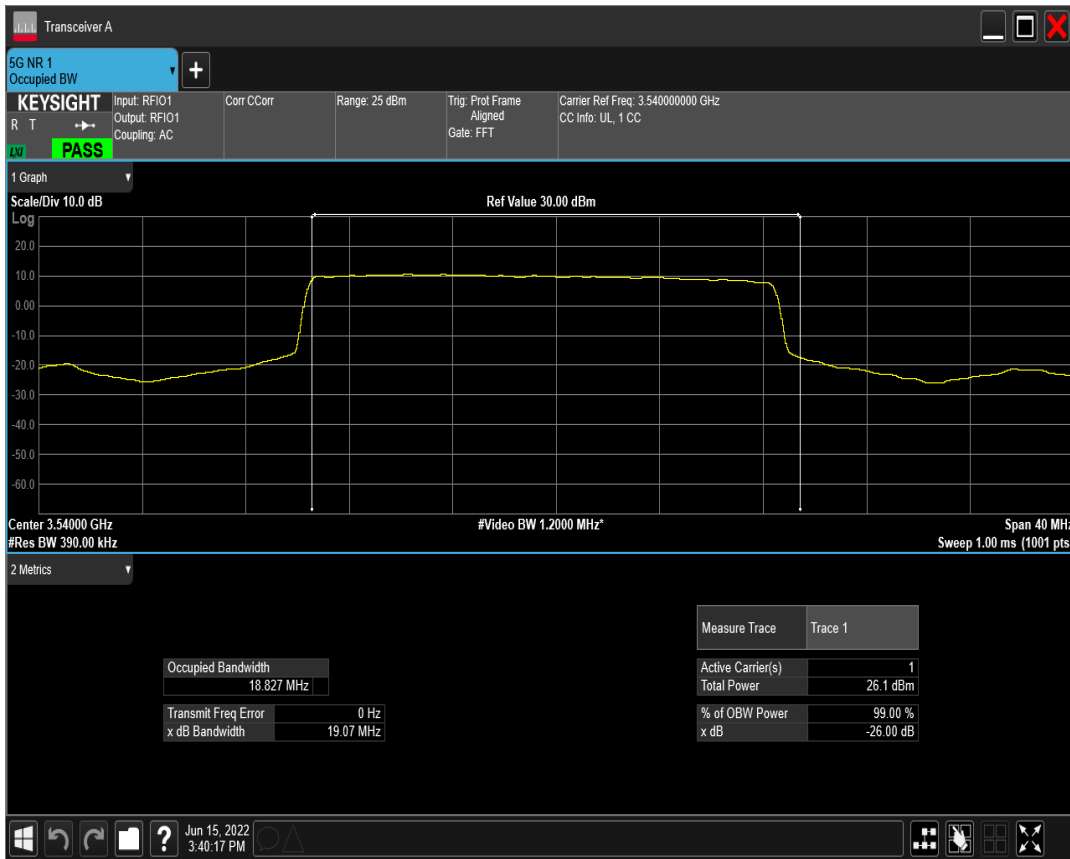 Transceiver A
5G NR 1
Occupied BW
+
KEYSIGHT
R T
LXI
PASS
Input: RFIO1
Output: RFIO1
Coupling: AC
Corr CCorr
Range: 25 dBm
Trig: Prot Frame
Aligned
Gate: FFT
Carrier Ref Freq: 3.540000000 GHz
CC Info: UL, 1 CC
1 Graph
Scale/Div 10.0 dB
Ref Value 30.00 dBm
Log
20.0
10.0
0.00
-10.0
-20.0
-30.0
-40.0
-50.0
-60.0
Center 3.54000 GHz
#Video BW 1.2000 MHz*
Span 40 MHz
#Res BW 390.00 kHz
Sweep 1.00 ms (1001 pts
2 Metrics
Measure Trace Trace 1
Occupied Bandwidth
18.827 MHz
Active Carrier(s) 1
Total Power 26.1 dBm
Transmit Freq Error 0 Hz
x dB Bandwidth 19.07 MHz
% of OBW Power 99.00 %
x dB -26.00 dB
?
Jun 15, 2022
3:40:17 PM